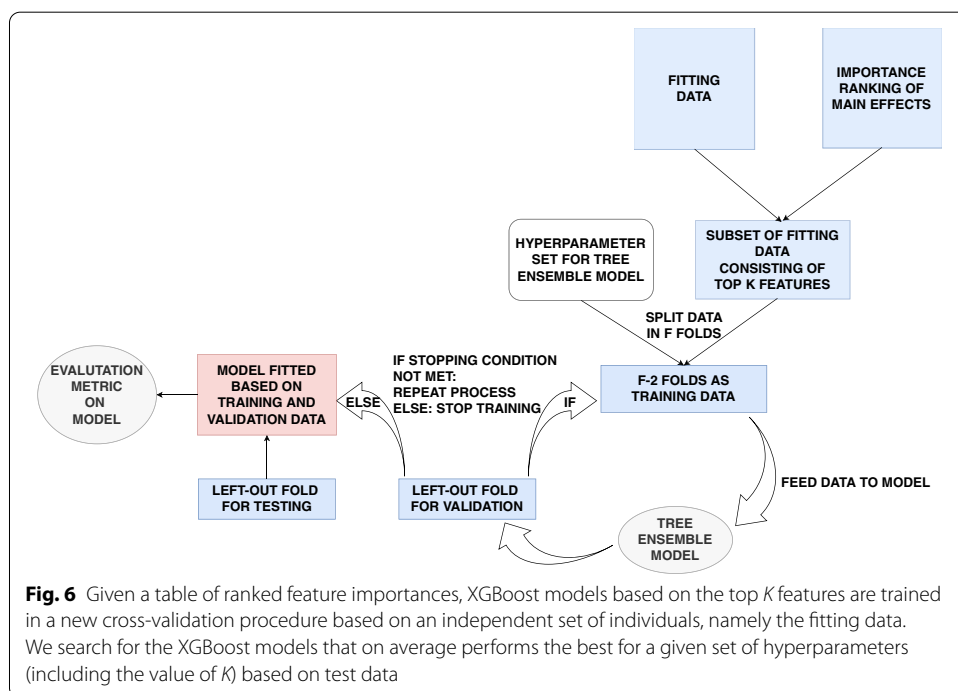 FITTING
DATA
IMPORTANCE
RANKING OF
MAIN EFFECTS
HYPERPARAMETER
SET FOR TREE
ENSEMBLE MODEL
SUBSET OF FITTING
DATA
CONSISTING OF
TOP K FEATURES
SPLIT DATA
IN F FOLDS
EVALUTATION
METRIC
ON
MODEL
MODEL FITTED
BASED ON
TRAINING AND
VALIDATION DATA
ELSE
IF STOPPING CONDITION
NOT MET:
REPEAT PROCESS
ELSE: STOP TRAINING
IF
F-2 FOLDS AS
TRAINING DATA
LEFT-OUT FOLD
FOR TESTING
LEFT-OUT FOLD
FOR VALIDATION
FEED DATA TO MODEL
TREE
ENSEMBLE
MODEL
Fig. 6 Given a table of ranked feature importances, XGBoost models based on the top K features are trained
in a new cross-validation procedure based on an independent set of individuals, namely the fitting data.
We search for the XGBoost models that on average performs the best for a given set of hyperparameters
(including the value of K) based on test data